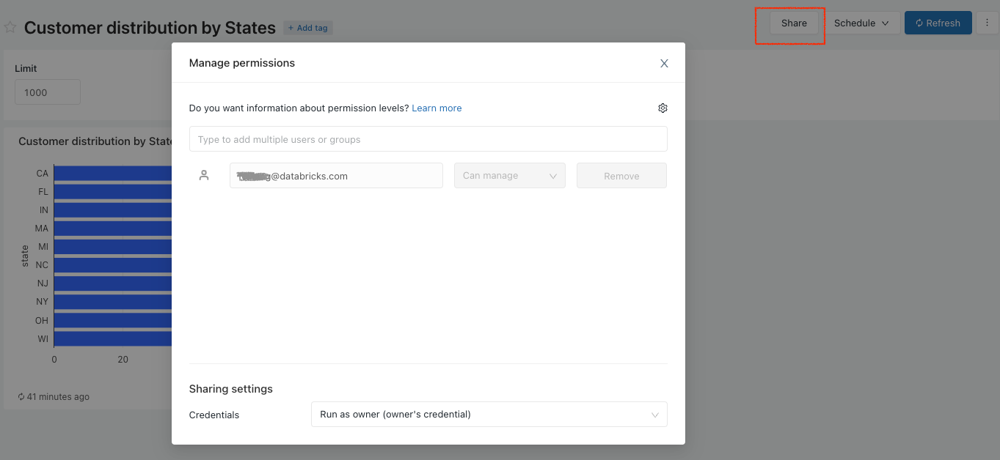 Customer distribution by States
+ Add tag
Share
Schedule
Refresh
Limit
1000
Manage permissions
X
Do you want information about permission levels? Learn more
Type to add multiple users or groups
@databricks.com
Can manage
Remove
Customer distribution by State
CA
FL
IN
MA
MI
NC
NJ
NY
OH
WI
state
0
20
41 minutes ago
Sharing settings
Credentials
Run as owner (owner's credential)